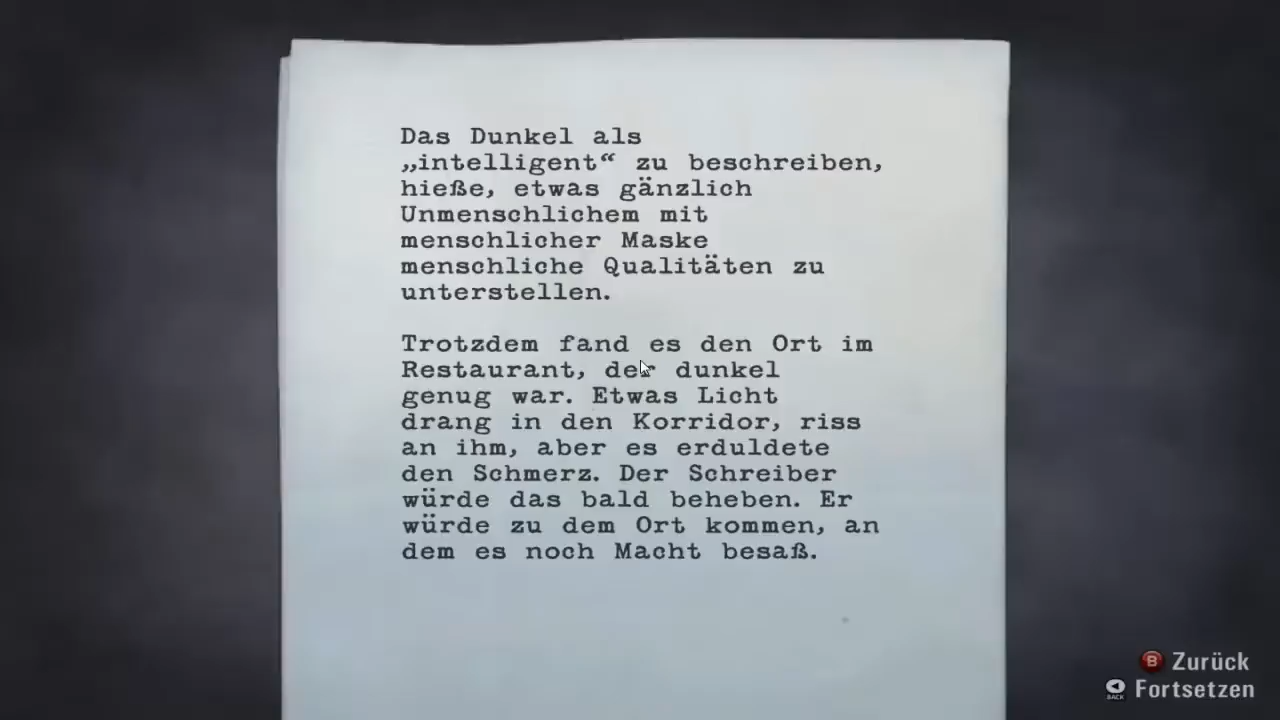 Das Dunkel als
„intelligent“ zu beschreiben,
hieße, etwas gänzlich
Unmenschlichem mit
menschlicher Maske
menschliche Qualitäten zu
unterstellen.
Trotzdem fand es den Ort im
Restaurant, der dunkel
genug war. Etwas Licht
drang in den Korridor, riss
an ihm, aber es erduldete
den Schmerz. Der Schreiber
würde das bald beheben. Er
würde zu dem Ort kommen, an
dem es noch Macht besaß.
B Zurück
BACK Fortsetzen